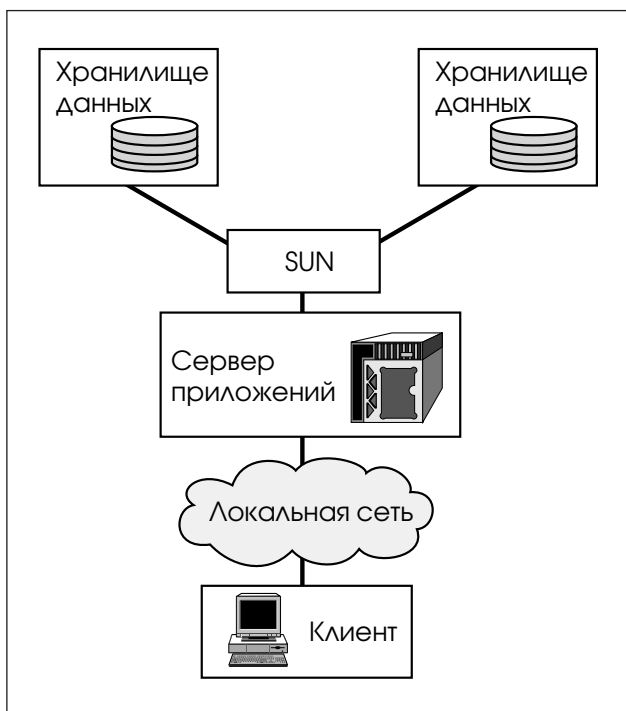 Хранилище
данных
Хранилище
данных
SUN
Сервер
приложений
Локальная сеть
Клиент